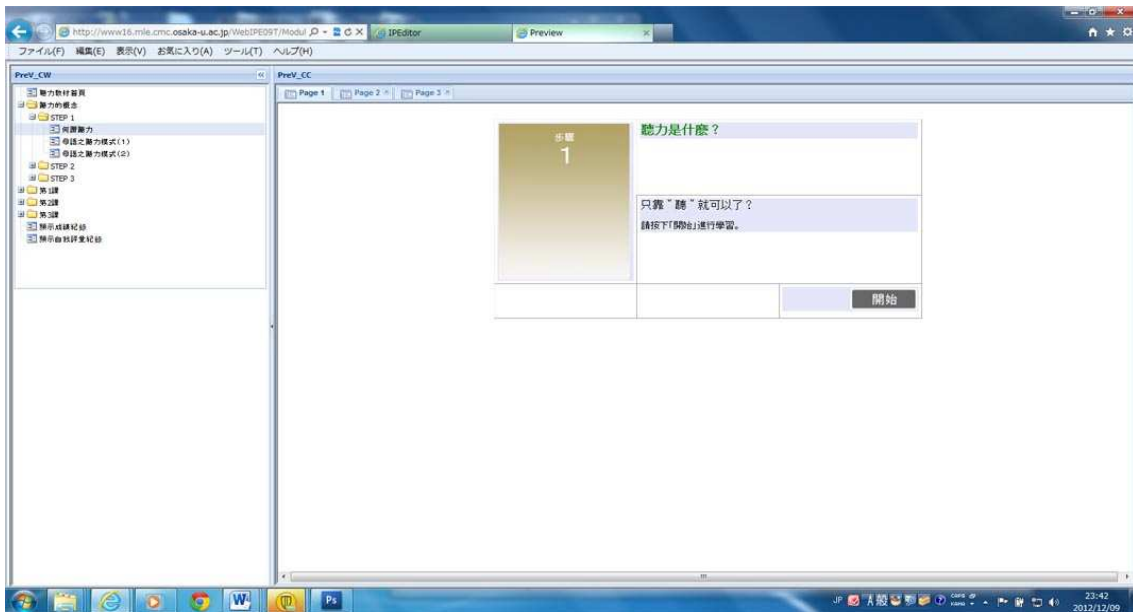 http://www16.mle.cmc.osaka-u.ac.jp/WebIPE09T/Modul
IPEditor
Preview
ファイル(F) 編集(E) 表示(V) お気に入り(A) ツール(T) ヘルプ(H)
PreV_CW
PreV_CC
聽力教材首頁
聽力的概念
STEP 1
何謂聽力
母語之聽力模式(1)
母語之聽力模式(2)
STEP 2
STEP 3
第1課
第2課
第3課
顯示成績紀錄
顯示自我評量紀錄
Page 1
Page 2
Page 3
步驟
1
聽力是什麼？
只靠"聽"就可以了？
請按下「開始」進行學習。
開始
JP
般
CAPS
KANA
23:42
2012/12/09